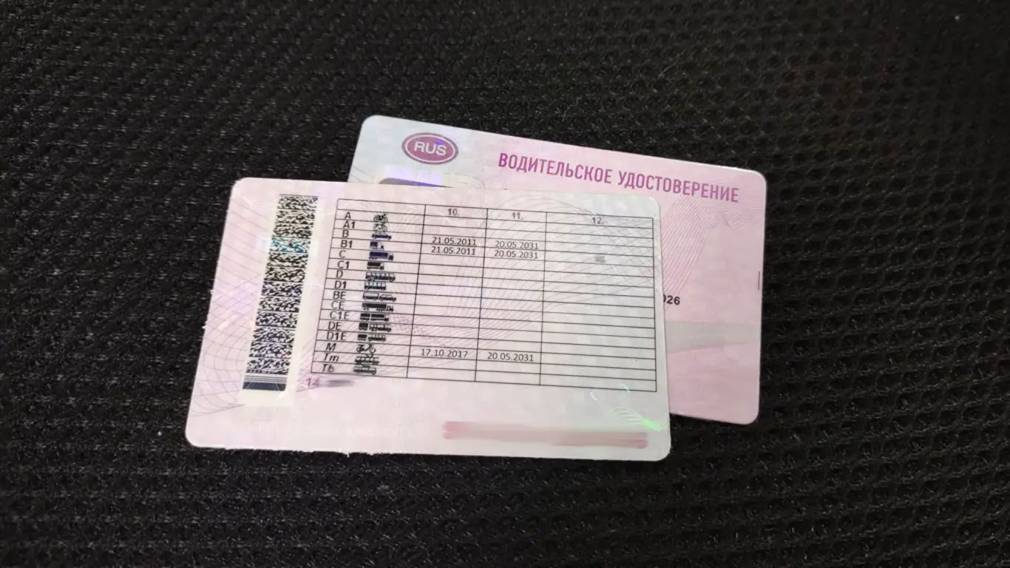 RUS
ВОДИТЕЛЬСКОЕ УДОСТОВЕРЕНИЕ
026
10. 11. 12.
A
A1
B
B1 21.05.2011 20.05.2031
C 21.05.2011 20.05.2031
C1
D
D1
BE
CE
C1E
DE
D1E
M 17.10.2017 20.05.2031
Tm
Tb
14